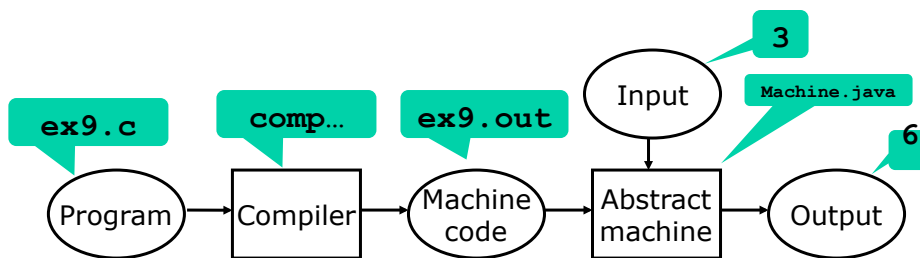 3
Machine.java
6
ex9.c
comp…
ex9.out
Input
Program
Compiler
Machine
code
Abstract
machine
Output